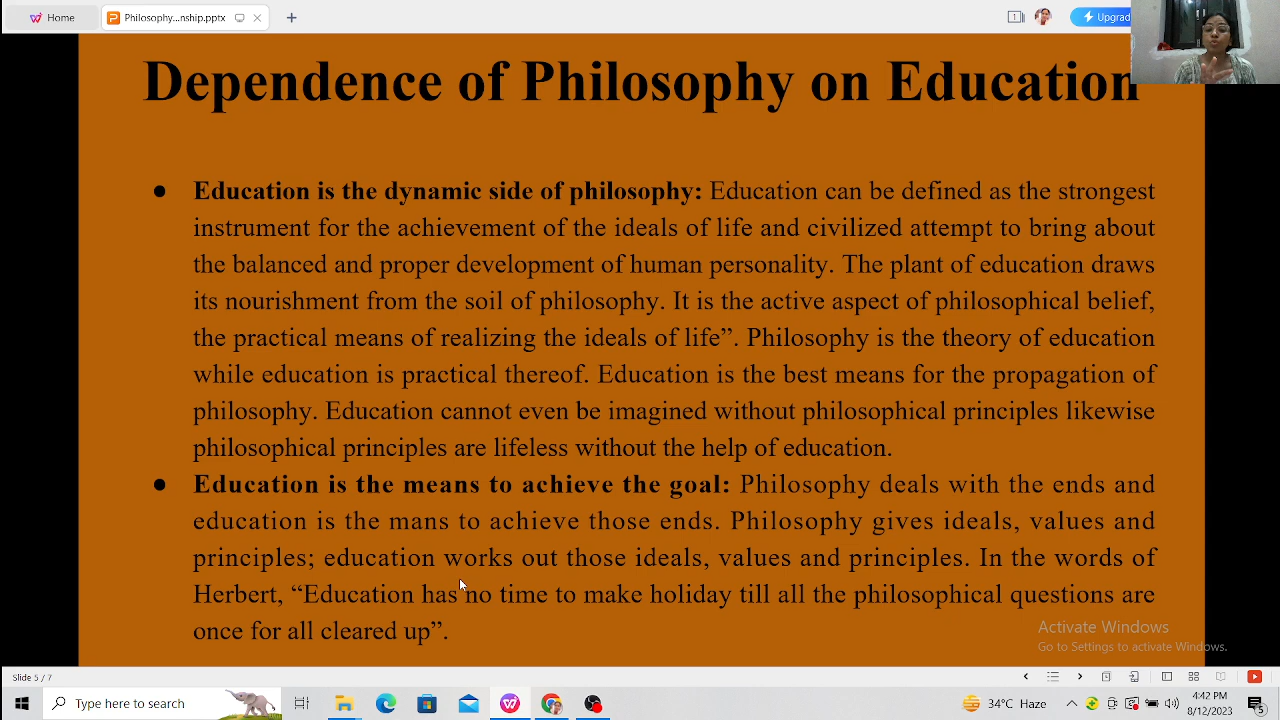 Home
Philosophy...nship.pptx
1
Upgrad
Dependence of Philosophy on Education
● Education is the dynamic side of philosophy: Education can be defined as the strongest
instrument for the achievement of the ideals of life and civilized attempt to bring about
the balanced and proper development of human personality. The plant of education draws
its nourishment from the soil of philosophy. It is the active aspect of philosophical belief,
the practical means of realizing the ideals of life”. Philosophy is the theory of education
while education is practical thereof. Education is the best means for the propagation of
philosophy. Education cannot even be imagined without philosophical principles likewise
philosophical principles are lifeless without the help of education.
● Education is the means to achieve the goal: Philosophy deals with the ends and
education is the mans to achieve those ends. Philosophy gives ideals, values and
principles; education works out those ideals, values and principles. In the words of
Herbert, “Education has no time to make holiday till all the philosophical questions are
once for all cleared up”.
Activate Windows
Go to Settings to activate Windows.
Slide 5 / 7
Type here to search
34°C Haze
4:42 PM
8/12/2023
5